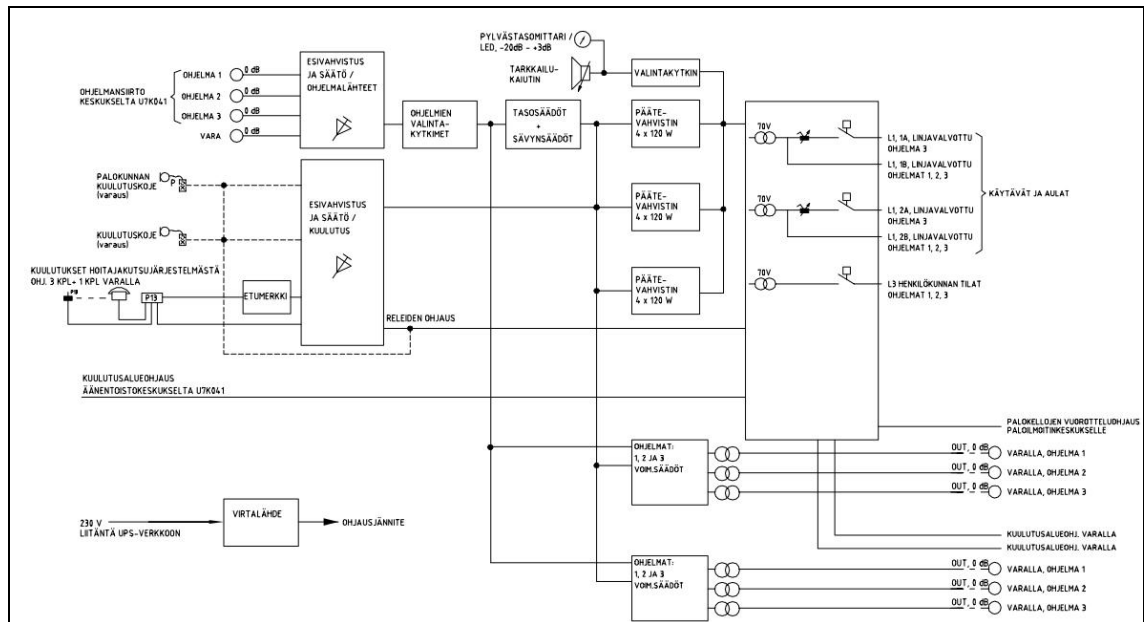 PYLVÄSTASOMITTARI /
LED, -20dB - +3dB
TARKKAILU-
KAIUTIN
VALINTAKYTKIN
OHJELMANSIIRTO
KESKUKSELTA U7K041
OHJELMA 1
0 dB
OHJELMA 2
0 dB
OHJELMA 3
0 dB
VARA
0 dB
ESIVAHVISTUS
JA SÄÄTÖ /
OHJELMALÄHTEET
OHJELMIEN
VALINTA-
KYTKIMET
TASOSÄÄDÖT
+
SÄVYNSÄÄDÖT
PÄÄTE-
VAHVISTIN
4 x 120 W
PÄÄTE-
VAHVISTIN
4 x 120 W
PÄÄTE-
VAHVISTIN
4 x 120 W
70V
L1, 1A, LINJAVALVOTTU
OHJELMA 3
L1, 1B, LINJAVALVOTTU
OHJELMAT 1, 2, 3
70V
L1, 2A, LINJAVALVOTTU
OHJELMA 3
L1, 2B, LINJAVALVOTTU
OHJELMAT 1, 2, 3
KÄYTÄVÄT JA AULAT
70V
L3 HENKILÖKUNNAN TILAT
OHJELMAT 1, 2, 3
PALOKUNNAN
KUULUTUSKOJE
(varaus)
P
KUULUTUSKOJE
(varaus)
ESIVAHVISTUS
JA SÄÄTÖ /
KUULUTUS
KUULUTUKSET HOITAJAKUTSUJÄRJESTELMÄSTÄ
OHJ. 3 KPL+ 1 KPL VARALLA
P13
ETUMERKKI
RELEIDEN OHJAUS
KUULUTUSALUEOHJAUS
ÄÄNENTOISTOKESKUKSELTA U7K041
PALOKELLOJEN VUOROTTELUOHJAUS
PALOILMOITINKESKUKSELLE
OHJELMAT:
1, 2 JA 3
VOIM.SÄÄDÖT
OUT, 0 dB
VARALLA, OHJELMA 1
OUT, 0 dB
VARALLA, OHJELMA 2
OUT, 0 dB
VARALLA, OHJELMA 3
230 V
LIITÄNTÄ UPS-VERKKOON
VIRTALÄHDE
OHJAUSJÄNNITE
KUULUTUSALUEOHJ. VARALLA
KUULUTUSALUEOHJ. VARALLA
OHJELMAT:
1, 2 JA 3
VOIM.SÄÄDÖT
OUT, 0 dB
VARALLA, OHJELMA 1
OUT, 0 dB
VARALLA, OHJELMA 2
OUT, 0 dB
VARALLA, OHJELMA 3